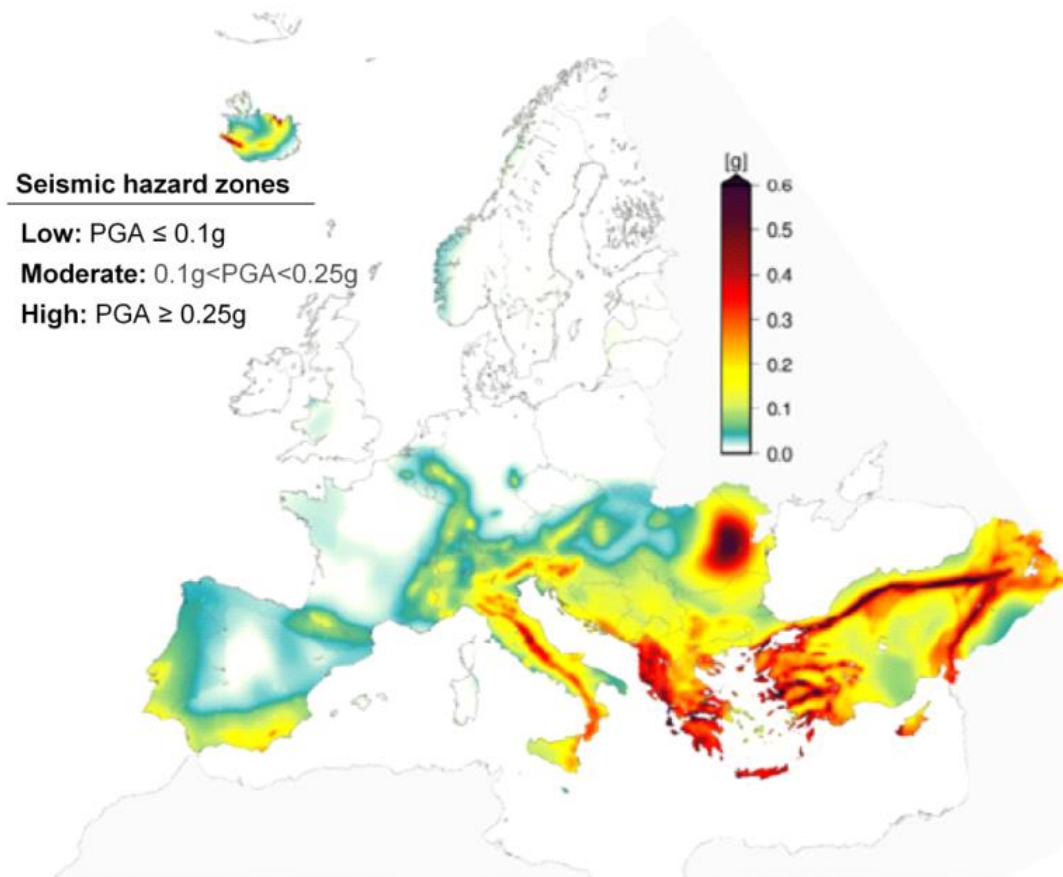 Seismic hazard zones
Low: PGA ≤ 0.1g
Moderate: 0.1g<PGA<0.25g
High: PGA ≥ 0.25g
[g]
0.6
0.5
0.4
0.3
0.2
0.1
0.0